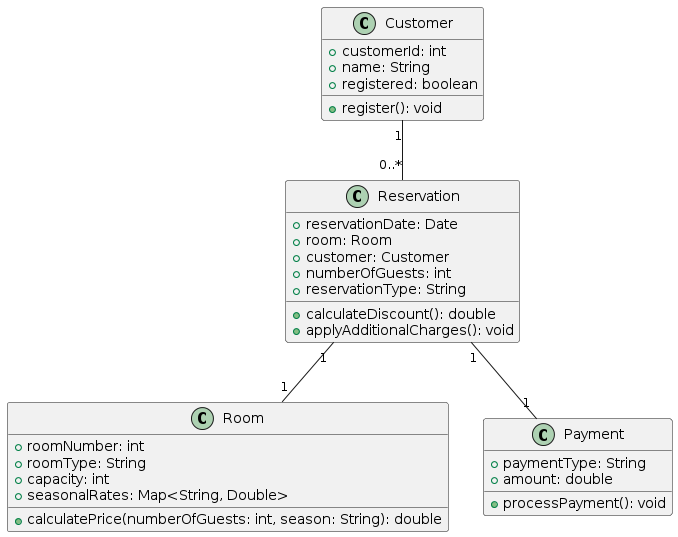 C Customer
customerId: int
name: String
registered: boolean
register(): void
1
0..*
C Reservation
reservationDate: Date
room: Room
customer: Customer
numberOfGuests: int
reservationType: String
calculateDiscount(): double
applyAdditionalCharges(): void
1
1
1
1
C Room
roomNumber: int
roomType: String
capacity: int
seasonalRates: Map<String, Double>
calculatePrice(numberOfGuests: int, season: String): double
C Payment
paymentType: String
amount: double
processPayment(): void